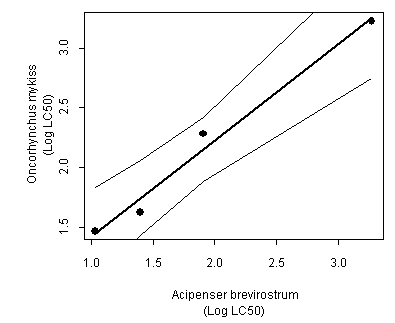 Oncorhynchus mykiss
(Log LC50)
3.0
2.5
2.0
1.5
1.0 1.5 2.0 2.5 3.0
Acipenser brevirostrum
(Log LC50)